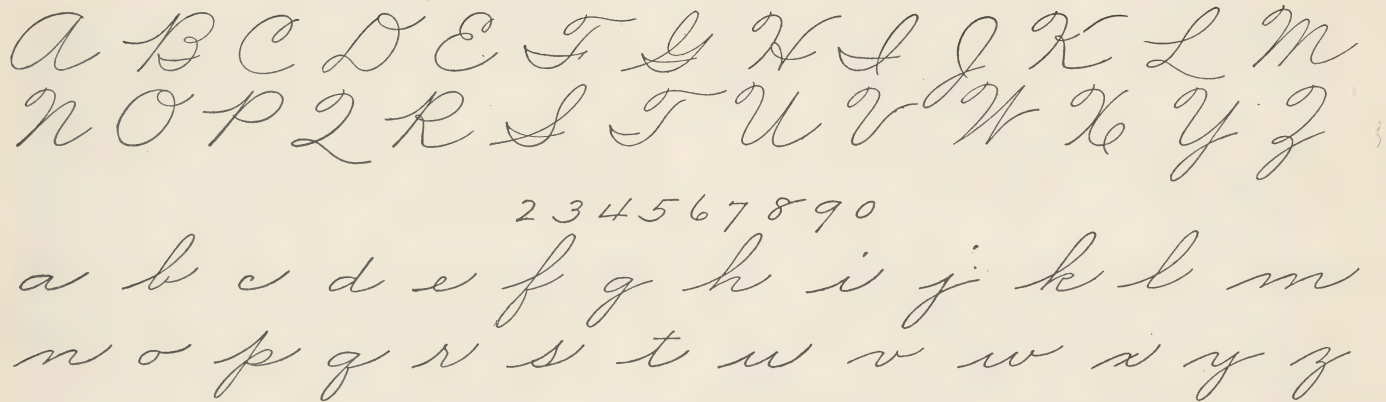 A B C D E F G H I J K L M
N O P Q R S T U V W X Y Z
2 3 4 5 6 7 8 9 0
a b c d e f g h i j k l m
n o p q r s t u v w x y z